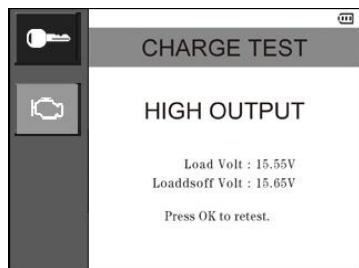 CHARGE TEST
HIGH OUTPUT
Load Volt : 15.55V
Loaddsoff Volt : 15.65V
Press OK to retest.